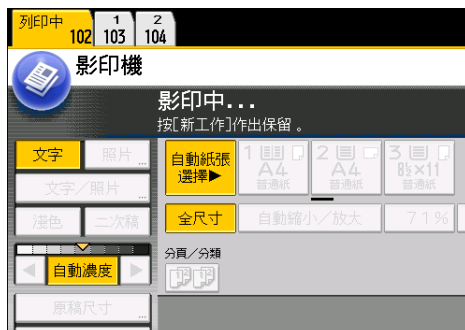 列印中 1 2
102 103 104
影印機
影印中...
按[新工作]作出保留。
文字 照片...
文字／照片
淺色 二次稿
自動濃度
原稿尺寸...
自動紙張
選擇▶
1 A4 普通紙
2 A4 普通紙
3 8½×11 普通紙
全尺寸 自動縮小／放大 71%
分頁／分類